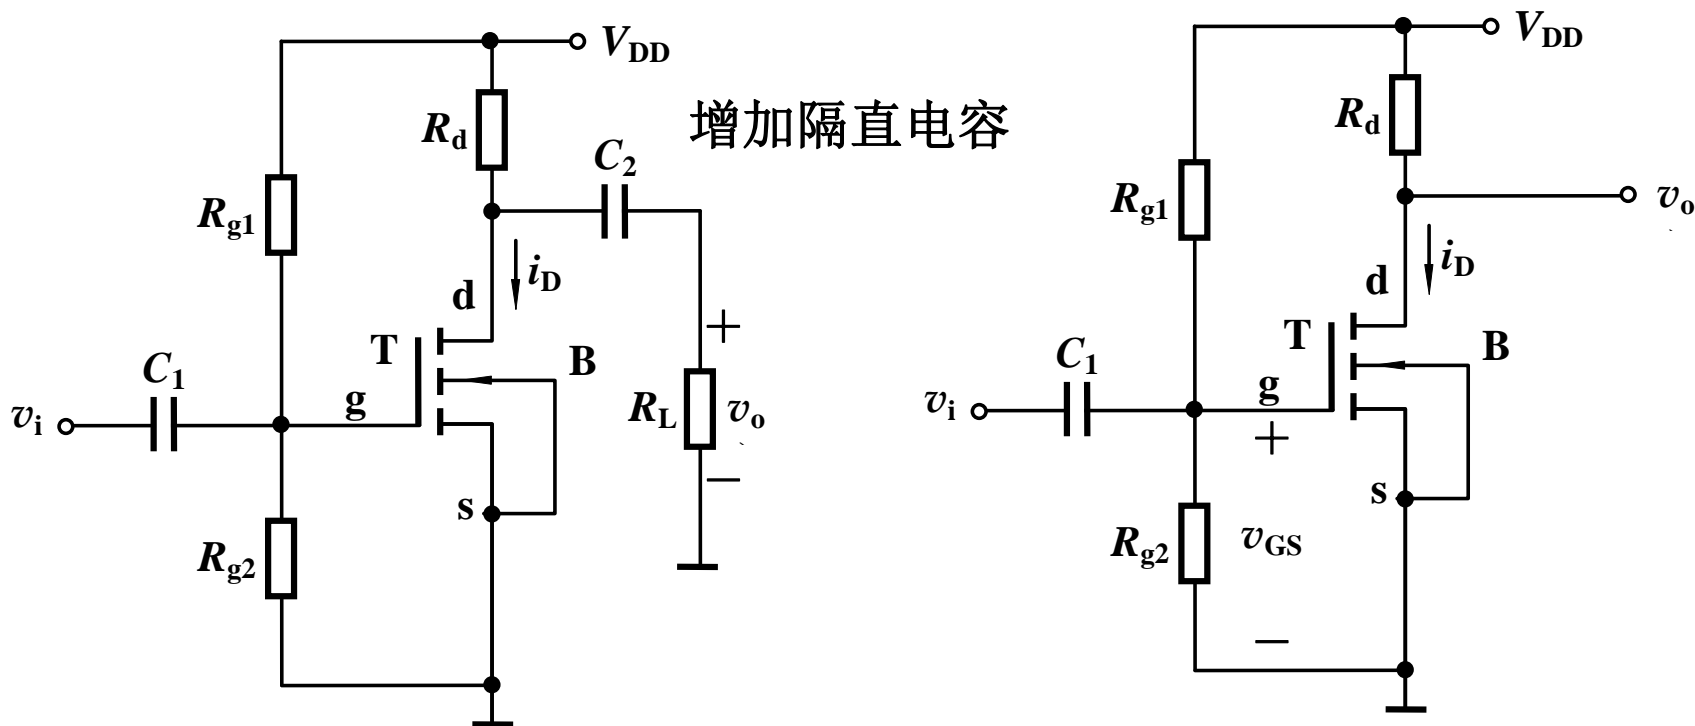 V_DD
R_d
增加隔直电容
C_2
R_g1
i_D
d
T
B
C_1
g
v_i
R_L
v_o
+
−
s
R_g2
V_DD
R_d
R_g1
v_o
i_D
d
T
B
C_1
g
v_i
+
s
R_g2
v_GS
−